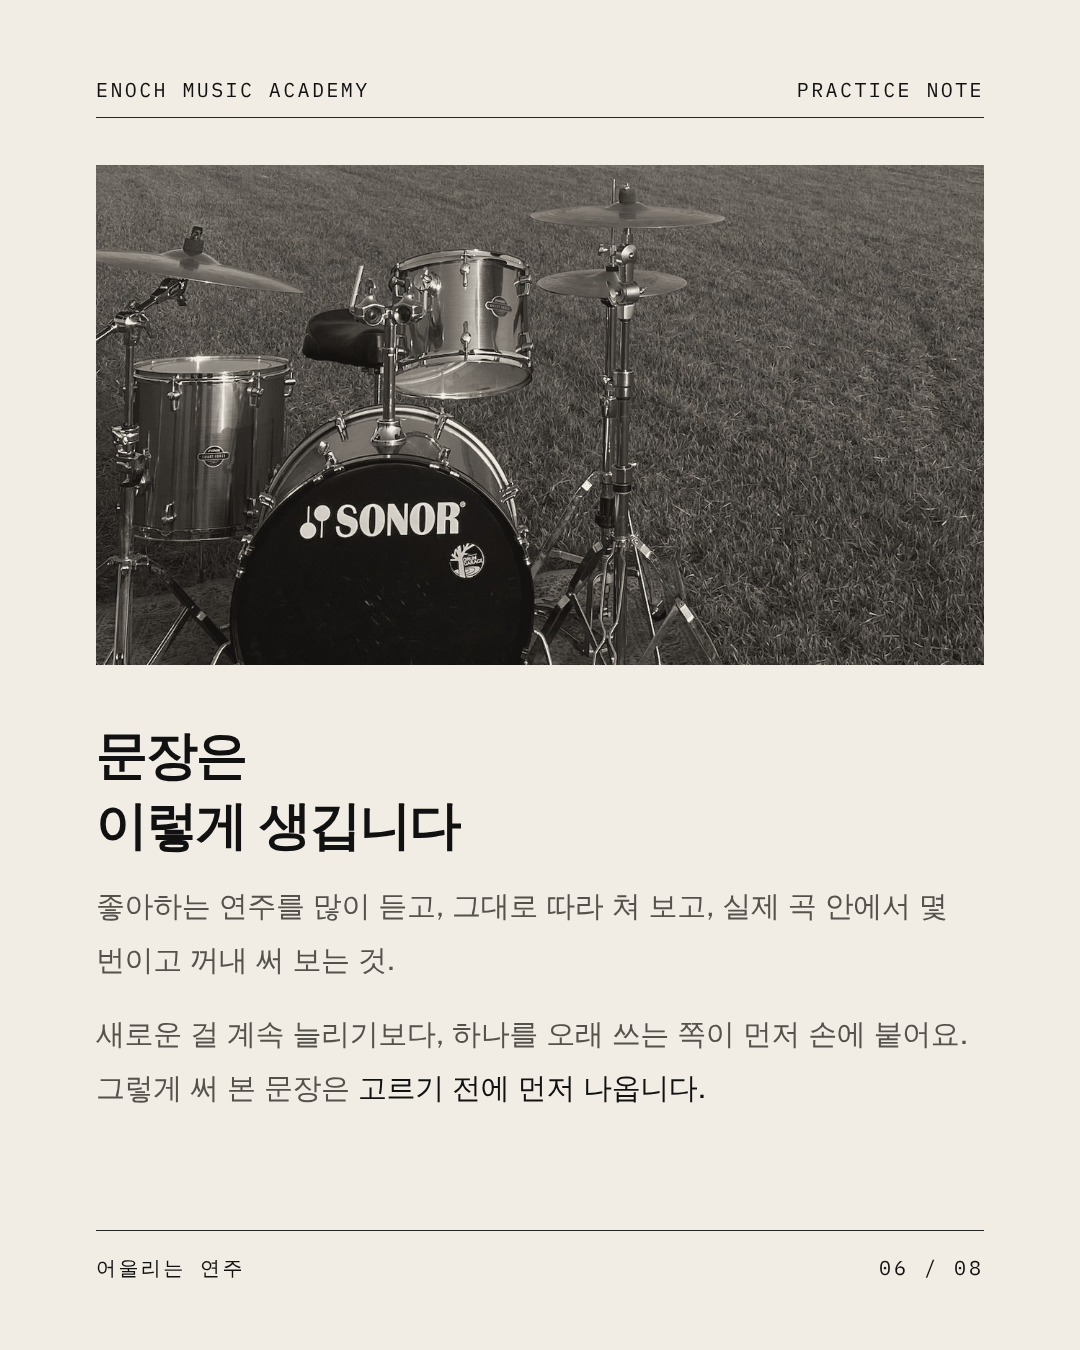 ENOCH MUSIC ACADEMY
PRACTICE NOTE
SONOR
DRUM
GARAGE
문장은
이렇게 생깁니다
좋아하는 연주를 많이 듣고, 그대로 따라 쳐 보고, 실제 곡 안에서 몇
번이고 꺼내 써 보는 것.
새로운 걸 계속 늘리기보다, 하나를 오래 쓰는 쪽이 먼저 손에 붙어요.
그렇게 써 본 문장은 고르기 전에 먼저 나옵니다.
어울리는 연주
06 / 08